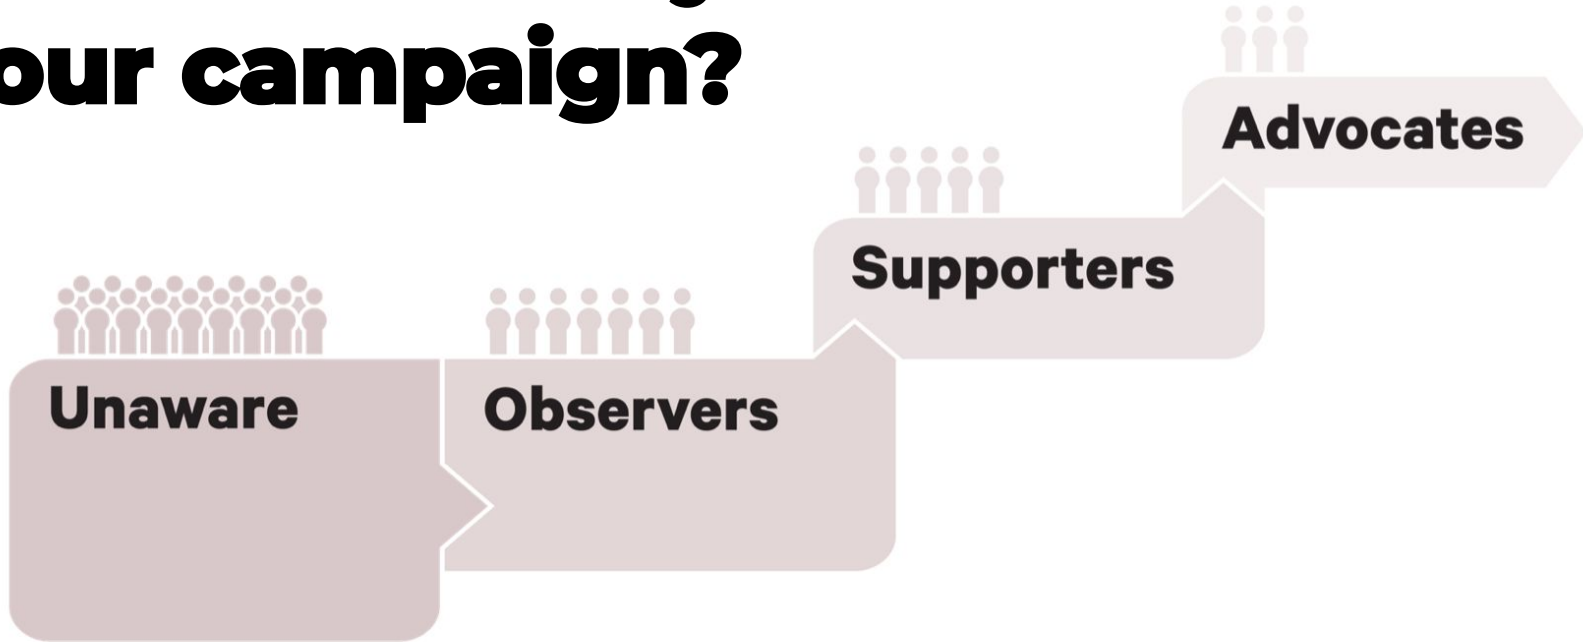 our campaign?
Advocates
Supporters
Unaware
Observers